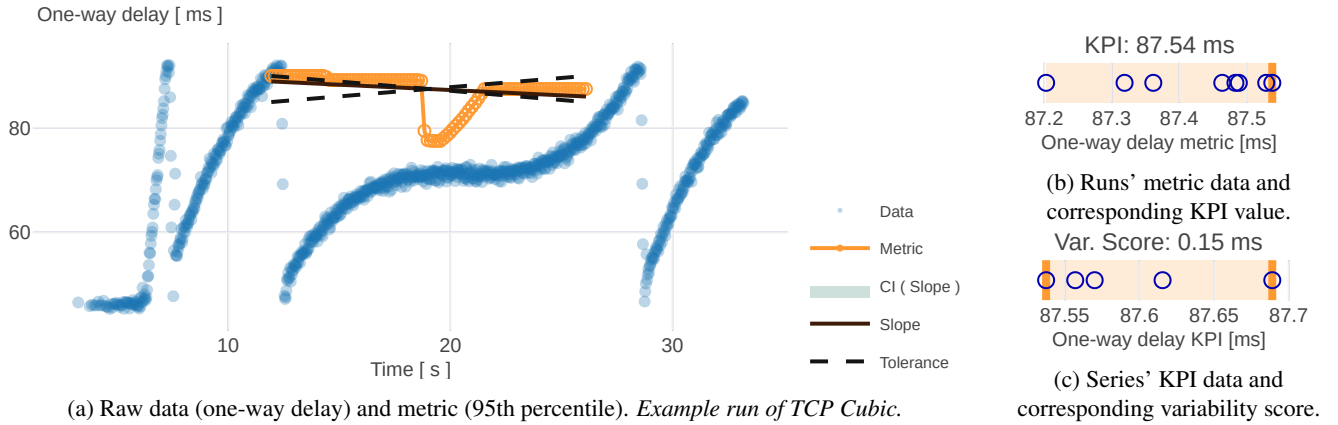 One-way delay [ ms ]
80
60
10
20
30
Time [ s ]
Data
Metric
CI ( Slope )
Slope
Tolerance
(a) Raw data (one-way delay) and metric (95th percentile). Example run of TCP Cubic.
KPI: 87.54 ms
87.2 87.3 87.4 87.5
One-way delay metric [ms]
(b) Runs' metric data and
corresponding KPI value.
Var. Score: 0.15 ms
87.55 87.6 87.65 87.7
One-way delay KPI [ms]
(c) Series' KPI data and
corresponding variability score.